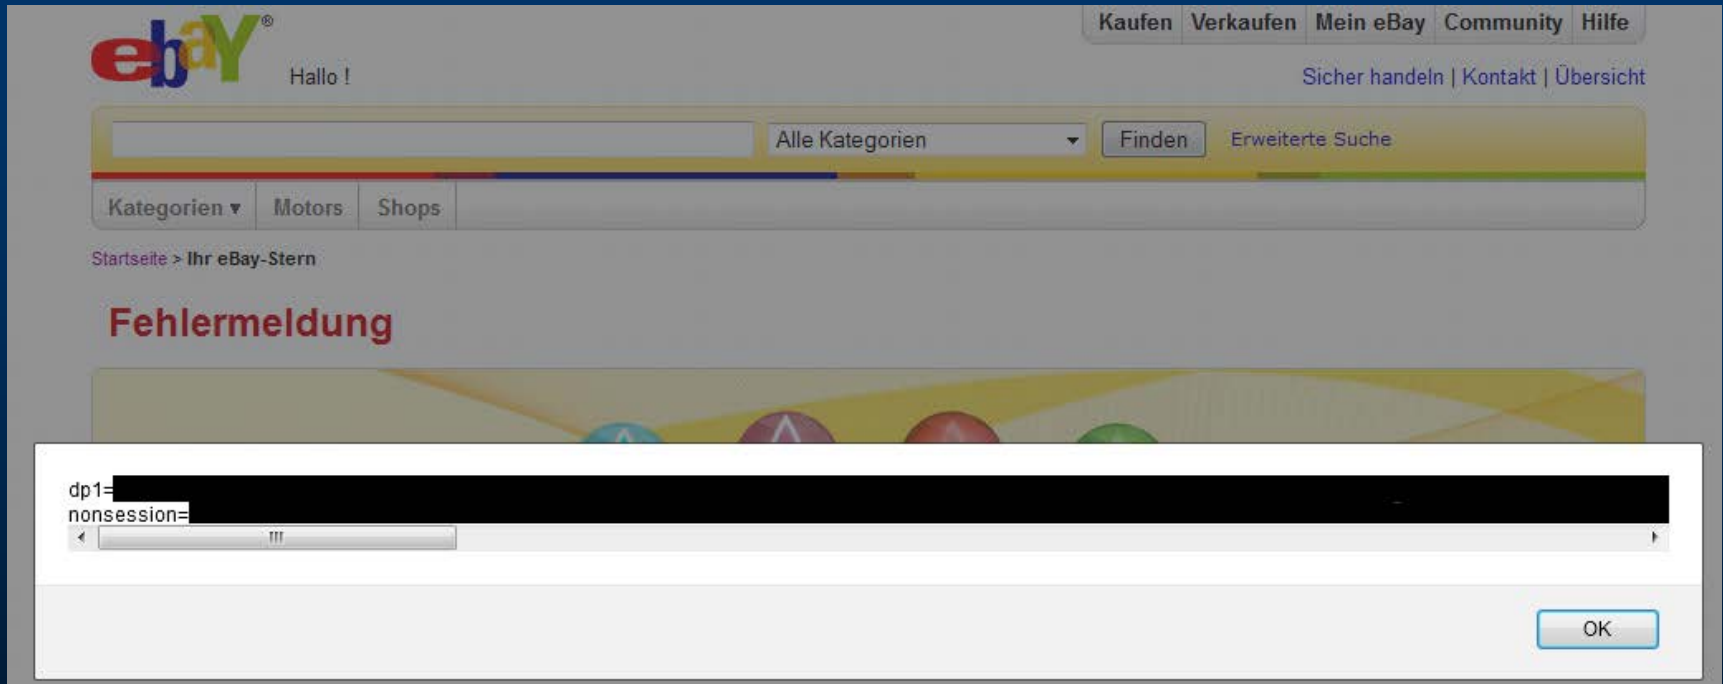 ebay®
Hallo !
Kaufen Verkaufen Mein eBay Community Hilfe
Sicher handeln | Kontakt | Übersicht
Alle Kategorien Finden Erweiterte Suche
Kategorien ▾ Motors Shops
Startseite > Ihr eBay-Stern
Fehlermeldung
dp1=
nonsession=
OK